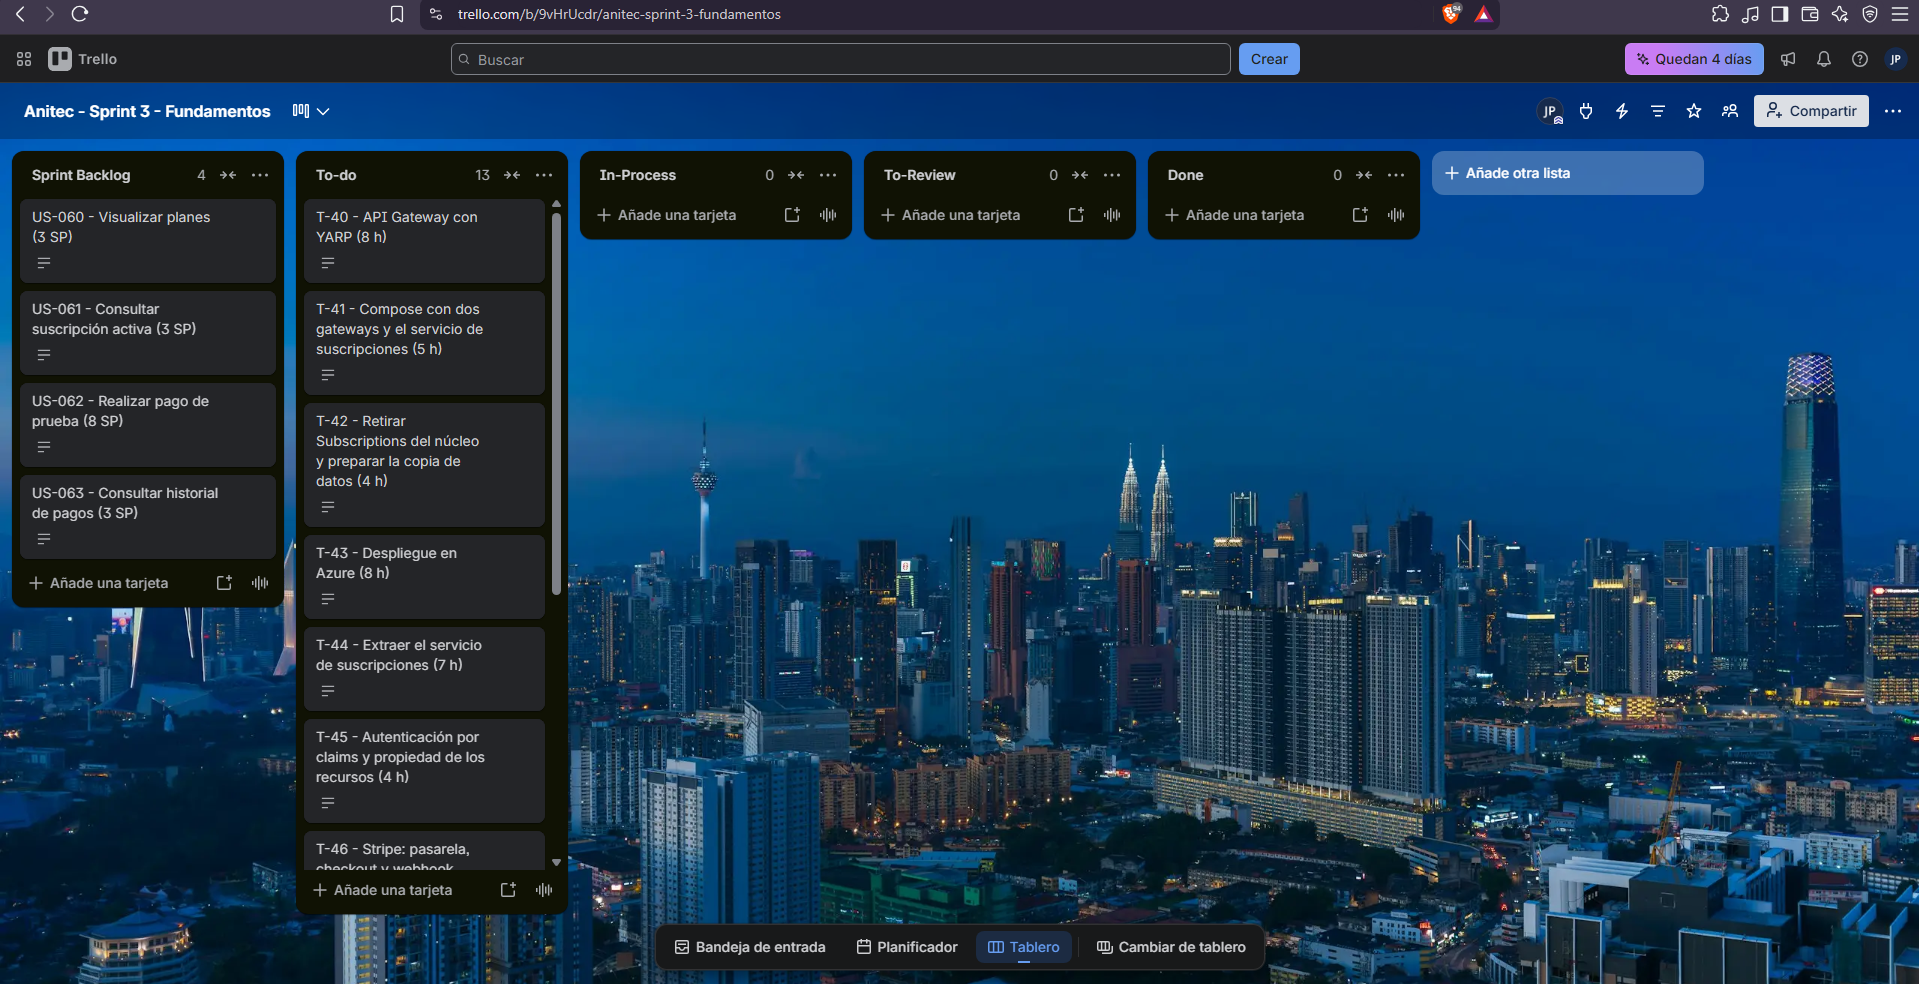 trello.com/b/9vHrUcdr/anitec-sprint-3-fundamentos
94
Trello
Buscar
Crear
Quedan 4 días
JP
Anitec - Sprint 3 - Fundamentos
JP
Compartir
Sprint Backlog
4
US-060 - Visualizar planes
(3 SP)
US-061 - Consultar
suscripción activa (3 SP)
US-062 - Realizar pago de
prueba (8 SP)
US-063 - Consultar historial
de pagos (3 SP)
Añade una tarjeta
To-do
13
T-40 - API Gateway con
YARP (8 h)
T-41 - Compose con dos
gateways y el servicio de
suscripciones (5 h)
T-42 - Retirar
Subscriptions del núcleo
y preparar la copia de
datos (4 h)
T-43 - Despliegue en
Azure (8 h)
T-44 - Extraer el servicio
de suscripciones (7 h)
T-45 - Autenticación por
claims y propiedad de los
recursos (4 h)
T-46 - Stripe: pasarela,
checkout y webhook
Añade una tarjeta
In-Process
0
Añade una tarjeta
To-Review
0
Añade una tarjeta
Done
0
Añade una tarjeta
Añade otra lista
Bandeja de entrada
Planificador
Tablero
Cambiar de tablero